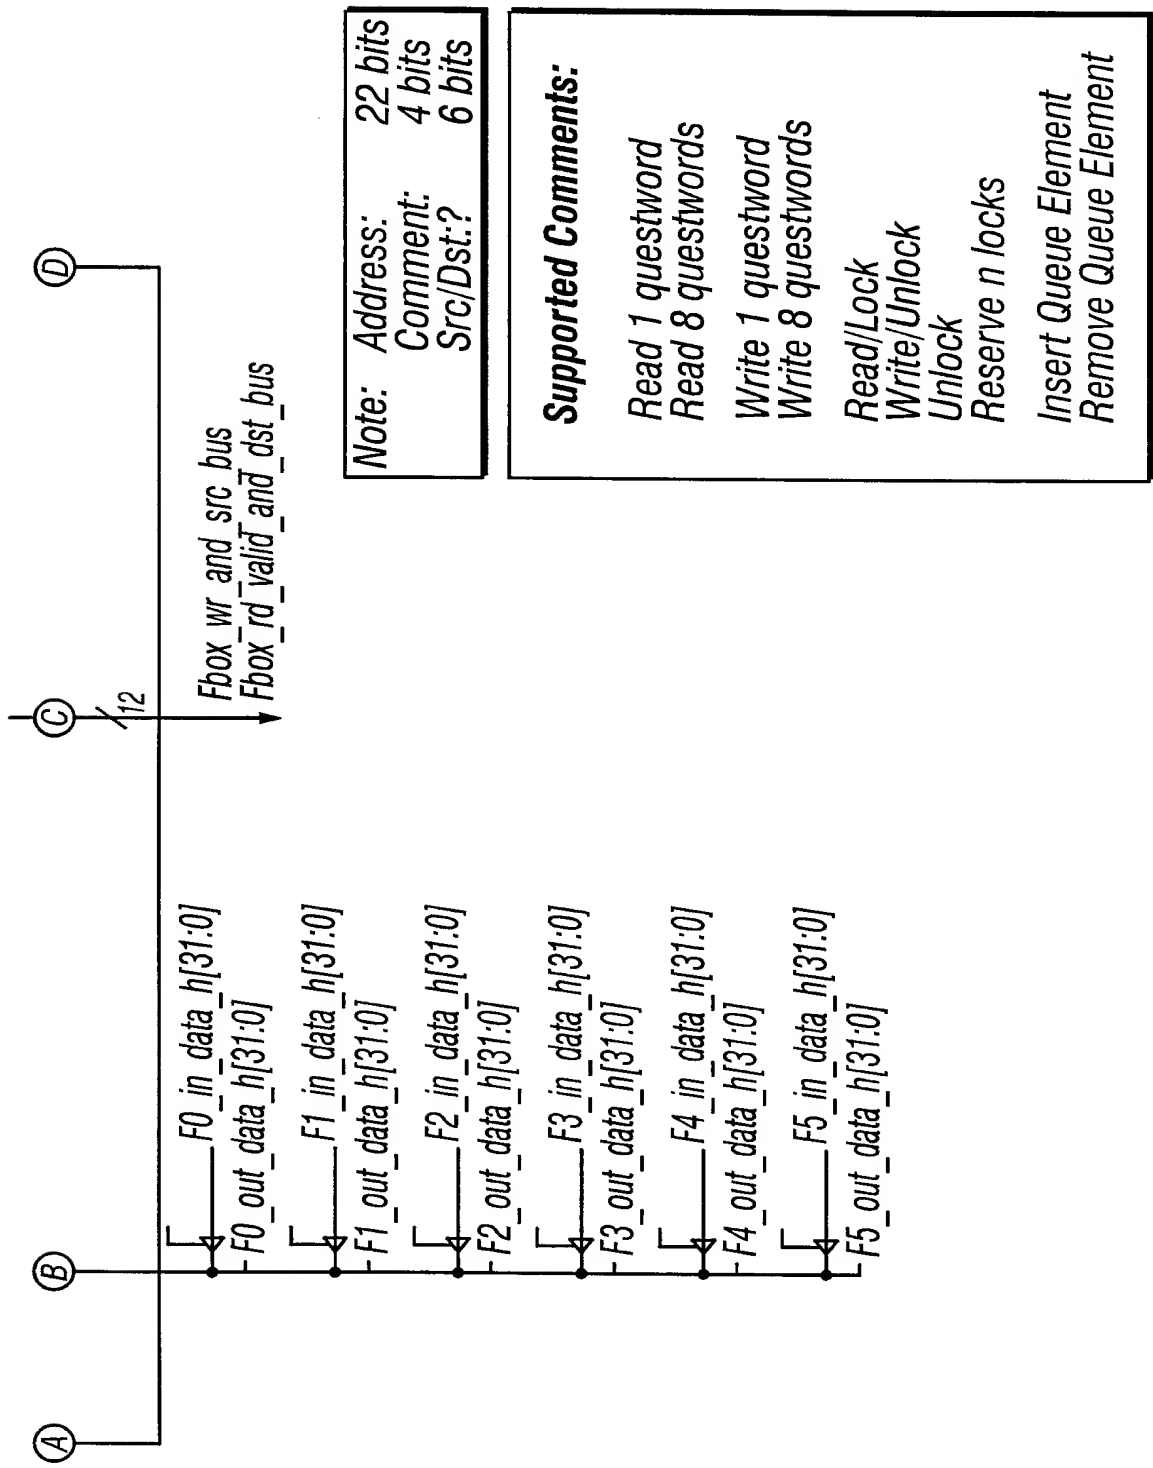 A
B
C
D
12
Fbox_wr_and_src_bus
Fbox_rd_valid_and_dst_bus
F0_in_data_h[31:0]
F0_out_data_h[31:0]
F1_in_data_h[31:0]
F1_out_data_h[31:0]
F2_in_data_h[31:0]
F2_out_data_h[31:0]
F3_in_data_h[31:0]
F3_out_data_h[31:0]
F4_in_data_h[31:0]
F4_out_data_h[31:0]
F5_in_data_h[31:0]
F5_out_data_h[31:0]
Note: Address: 22 bits
Comment: 4 bits
Src/Dst:? 6 bits
Supported Comments:
Read 1 questword
Read 8 questwords
Write 1 questword
Write 8 questwords
Read/Lock
Write/Unlock
Unlock
Reserve n locks
Insert Queue Element
Remove Queue Element